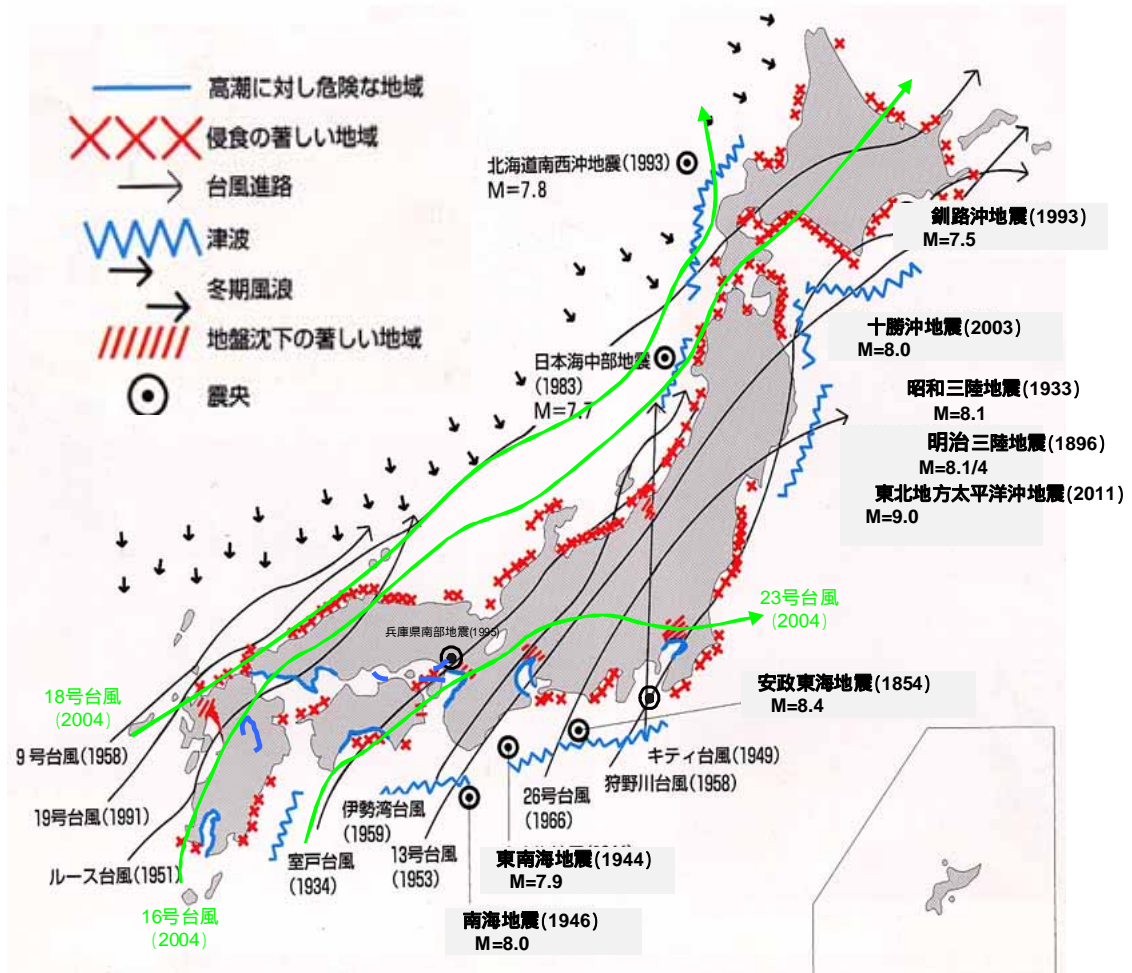 高潮に対し危険な地域
侵食の著しい地域
台風進路
津波
冬期風浪
地盤沈下の著しい地域
震央
北海道南西沖地震(1993)
M=7.8
釧路沖地震(1993)
M=7.5
十勝沖地震(2003)
M=8.0
日本海中部地震
(1983)
M=7.7
昭和三陸地震(1933)
M=8.1
明治三陸地震(1896)
M=8.1/4
東北地方太平洋沖地震(2011)
M=9.0
23号台風
(2004)
兵庫県南部地震(1995)
安政東海地震(1854)
M=8.4
18号台風
(2004)
9号台風(1958)
19号台風(1991)
ルース台風(1951)
16号台風
(2004)
室戸台風
(1934)
伊勢湾台風
(1959)
13号台風
(1953)
26号台風
(1966)
キティ台風(1949)
狩野川台風(1958)
東南海地震(1944)
M=7.9
南海地震(1946)
M=8.0